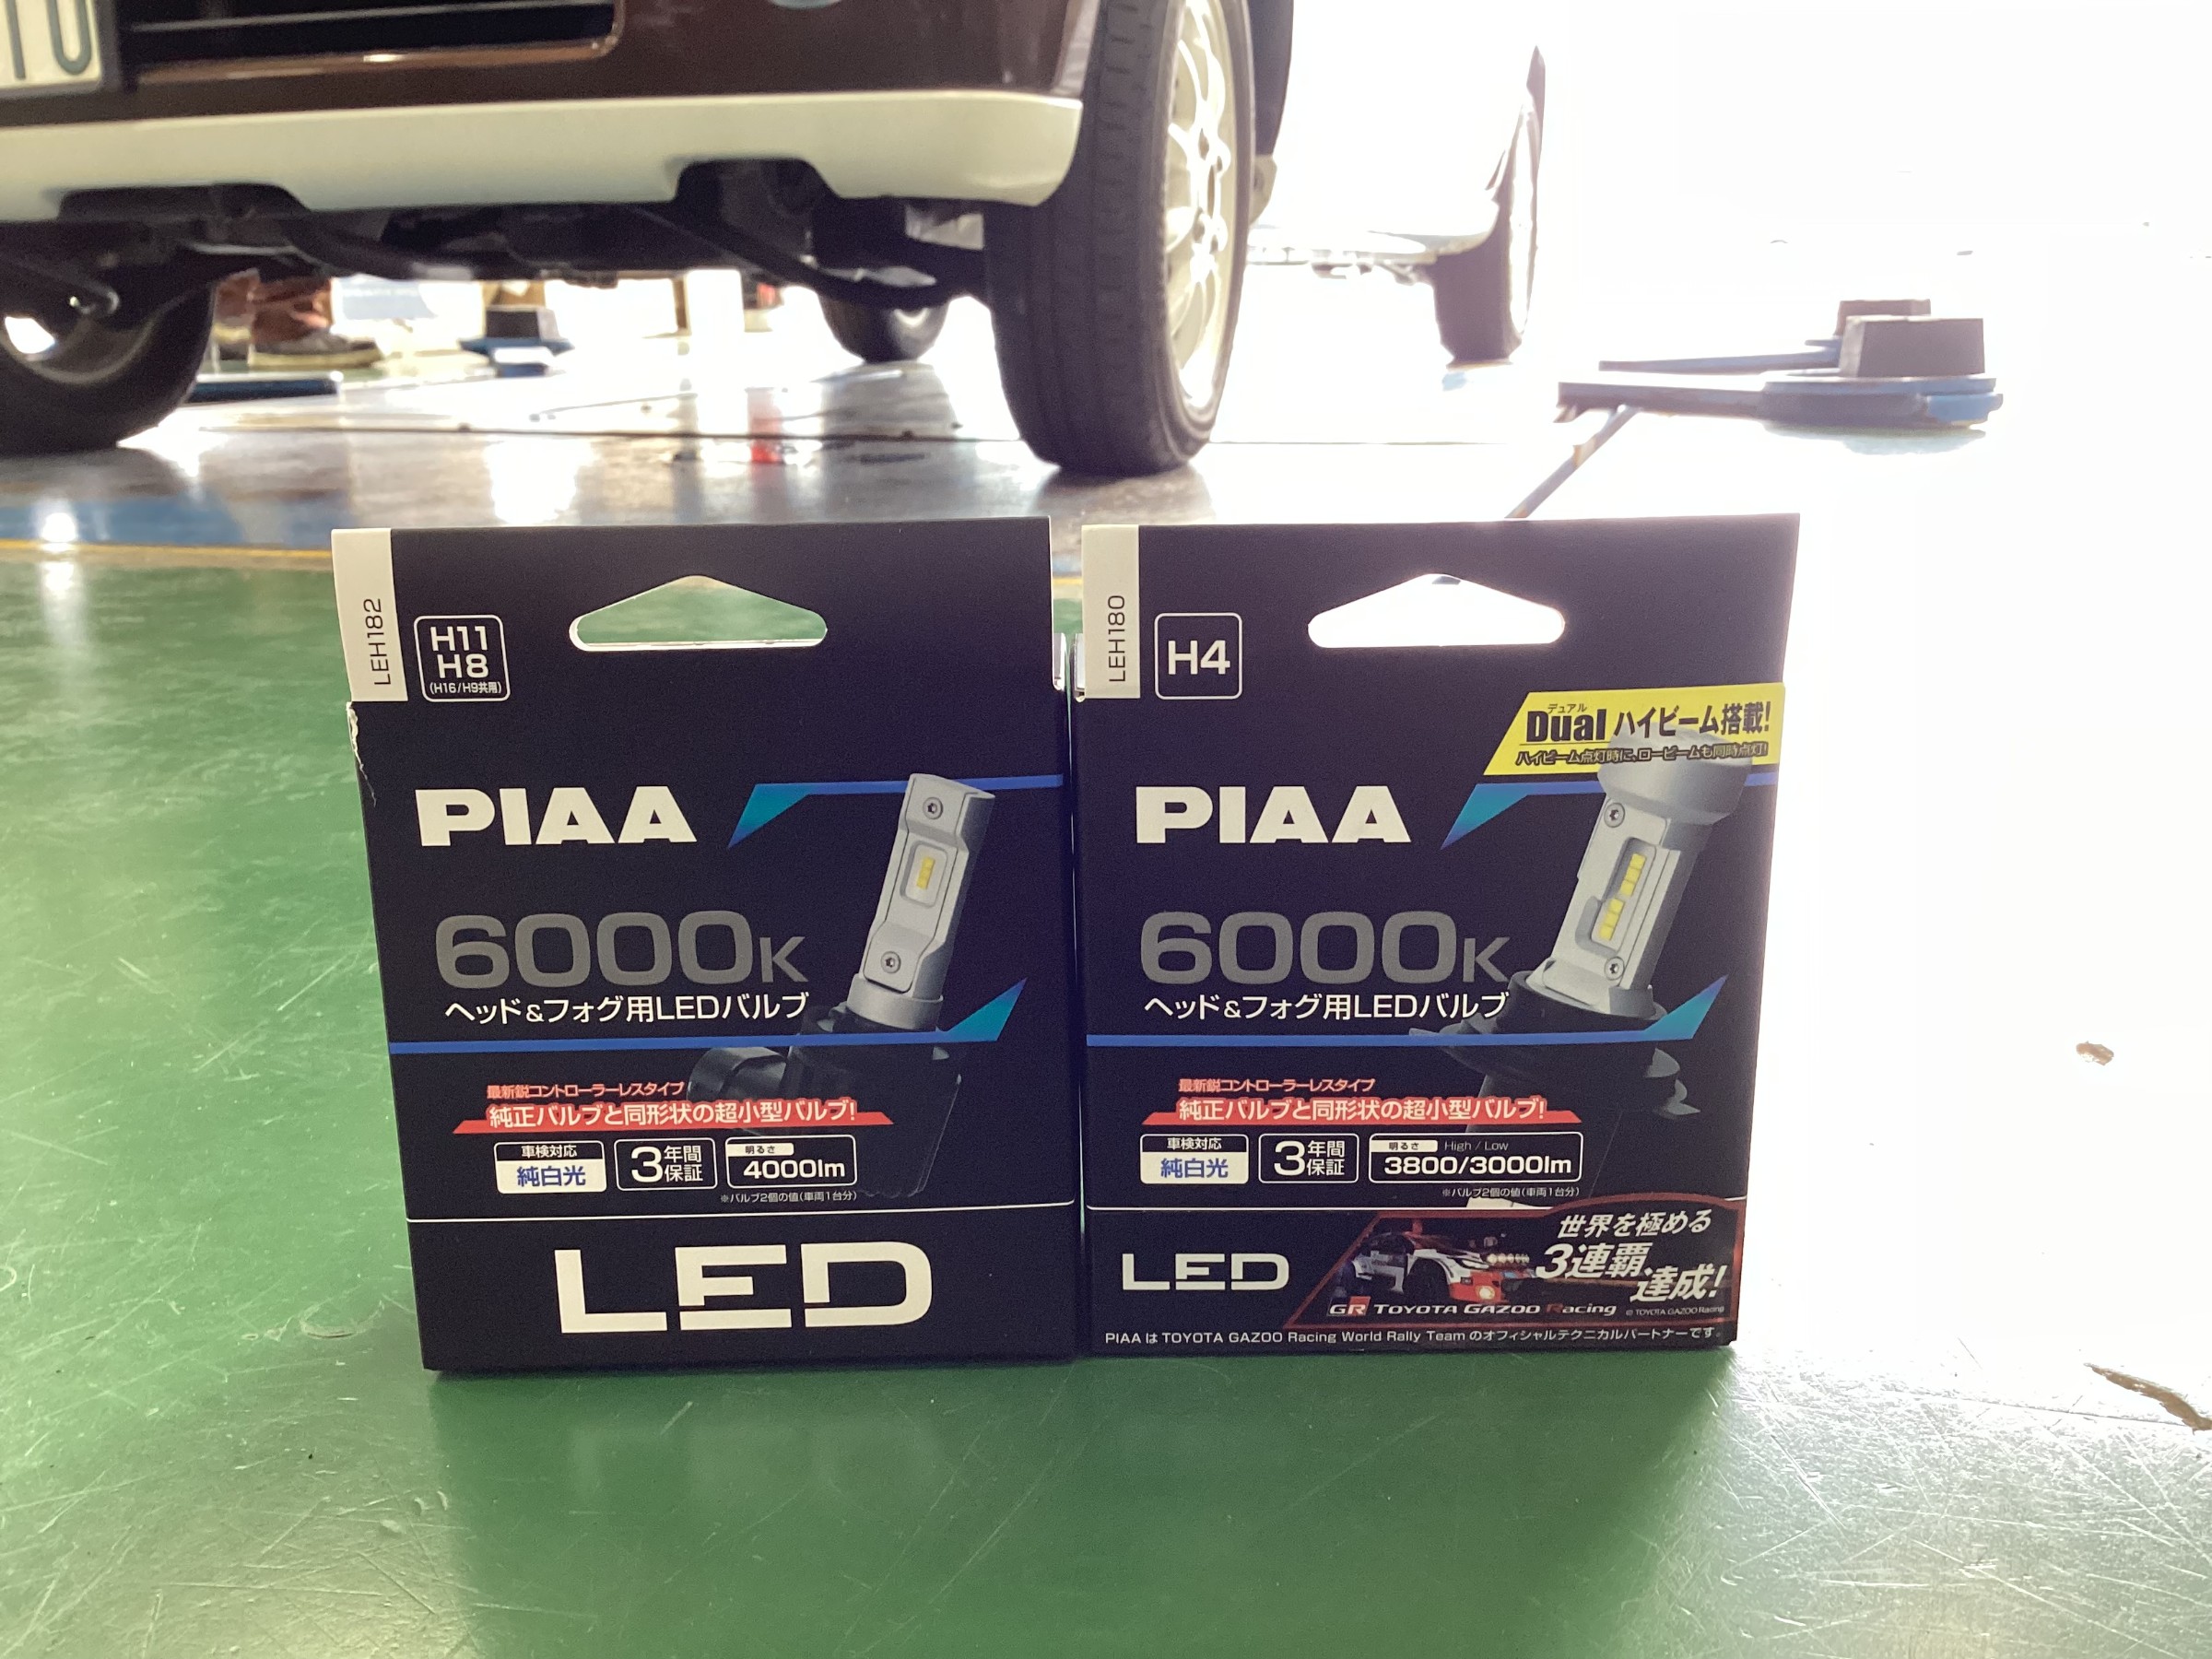 LEH182
H11
H8
(H16/H9共用)
PIAA
6000K
ヘッド&フォグ用LEDバルブ
最新鋭コントローラーレスタイプ
純正バルブと同形状の超小型バルブ!
車検対応
純白光
3年間保証
明るさ
4000lm
※バルブ2個の値(車両1台分)
LED
LEH180
H4
デュアル
Dual ハイビーム搭載!
ハイビーム点灯時に、ロービームも同時点灯!
PIAA
6000K
ヘッド&フォグ用LEDバルブ
最新鋭コントローラーレスタイプ
純正バルブと同形状の超小型バルブ!
車検対応
純白光
3年間保証
明るさ High / Low
3800/3000lm
※バルブ2個の値(車両1台分)
LED
世界を極める
3連覇
達成!
GR TOYOTA GAZOO Racing
© TOYOTA GAZOO Racing
PIAA は TOYOTA GAZOO Racing World Rally Team のオフィシャルテクニカルパートナーです。